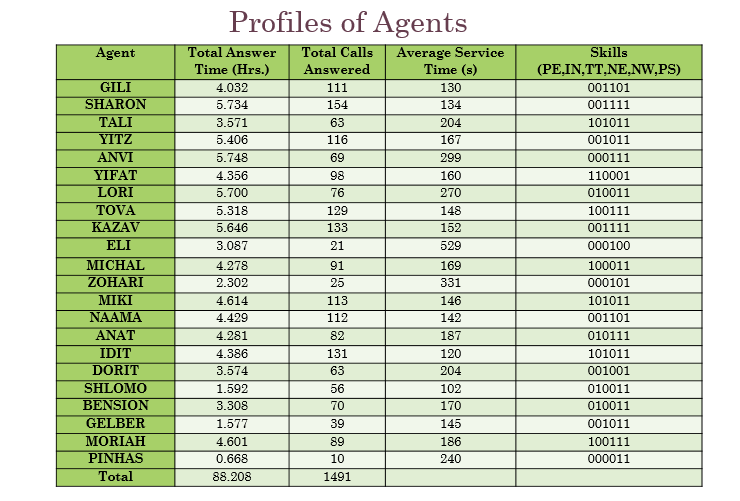 Profiles of Agents
Agent Total Answer Time (Hrs.) Total Calls Answered Average Service Time (s) Skills (PE,IN,TT,NE,NW,PS)
GILI 4.032 111 130 001101
SHARON 5.734 154 134 001111
TALI 3.571 63 204 101011
YITZ 5.406 116 167 001011
ANVI 5.748 69 299 000111
YIFAT 4.356 98 160 110001
LORI 5.700 76 270 010011
TOVA 5.318 129 148 100111
KAZAV 5.646 133 152 001111
ELI 3.087 21 529 000100
MICHAL 4.278 91 169 100011
ZOHARI 2.302 25 331 000101
MIKI 4.614 113 146 101011
NAAMA 4.429 112 142 001101
ANAT 4.281 82 187 010111
IDIT 4.386 131 120 101011
DORIT 3.574 63 204 001001
SHLOMO 1.592 56 102 010011
BENSION 3.308 70 170 010011
GELBER 1.577 39 145 001011
MORIAH 4.601 89 186 100111
PINHAS 0.668 10 240 000011
Total 88.208 1491